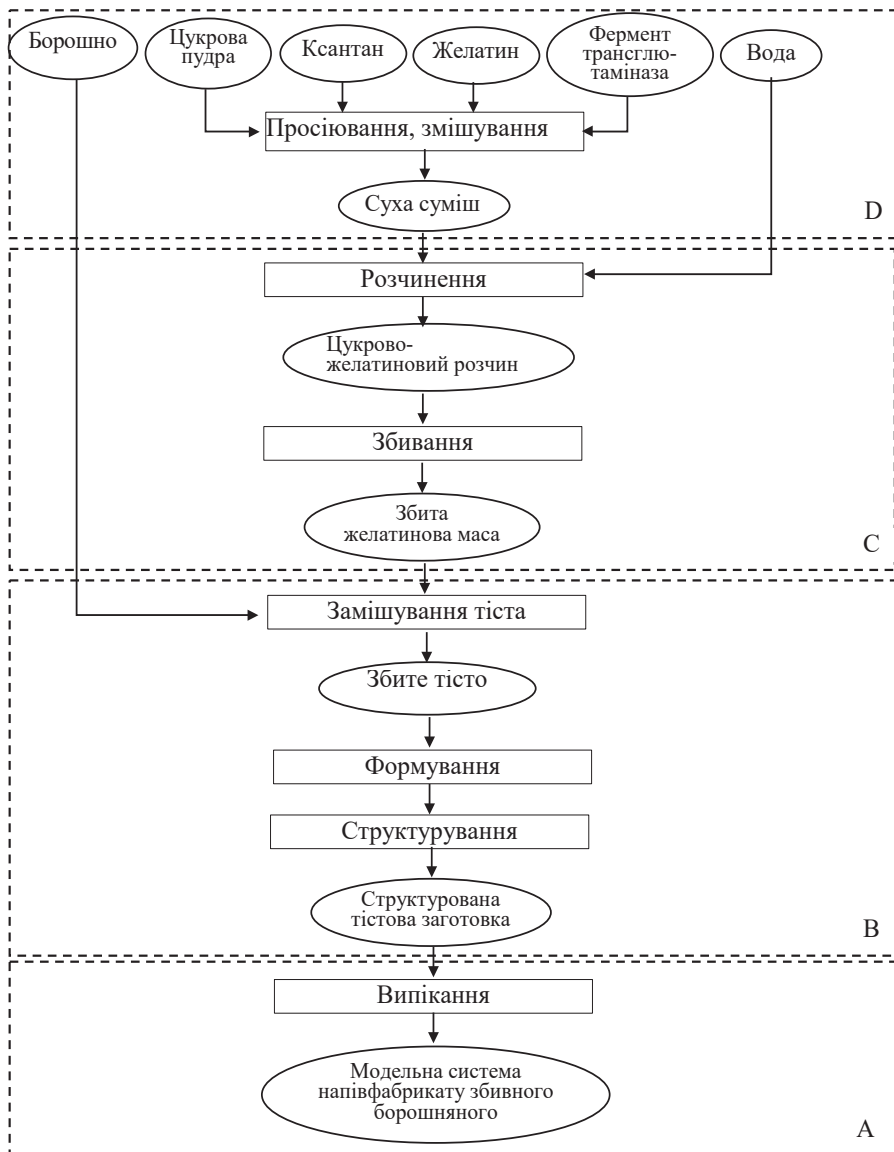 Борошно
Цукрова
пудра
Ксантан
Желатин
Фермент
трансглю-
таміназа
Вода
Просіювання, змішування
Суха суміш
D
Розчинення
Цукрово-
желатиновий розчин
Збивання
Збита
желатинова маса
C
Замішування тіста
Збите тісто
Формування
Структурування
Структурована
тістова заготовка
B
Випікання
Модельна система
напівфабрикату збивного
борошняного
A